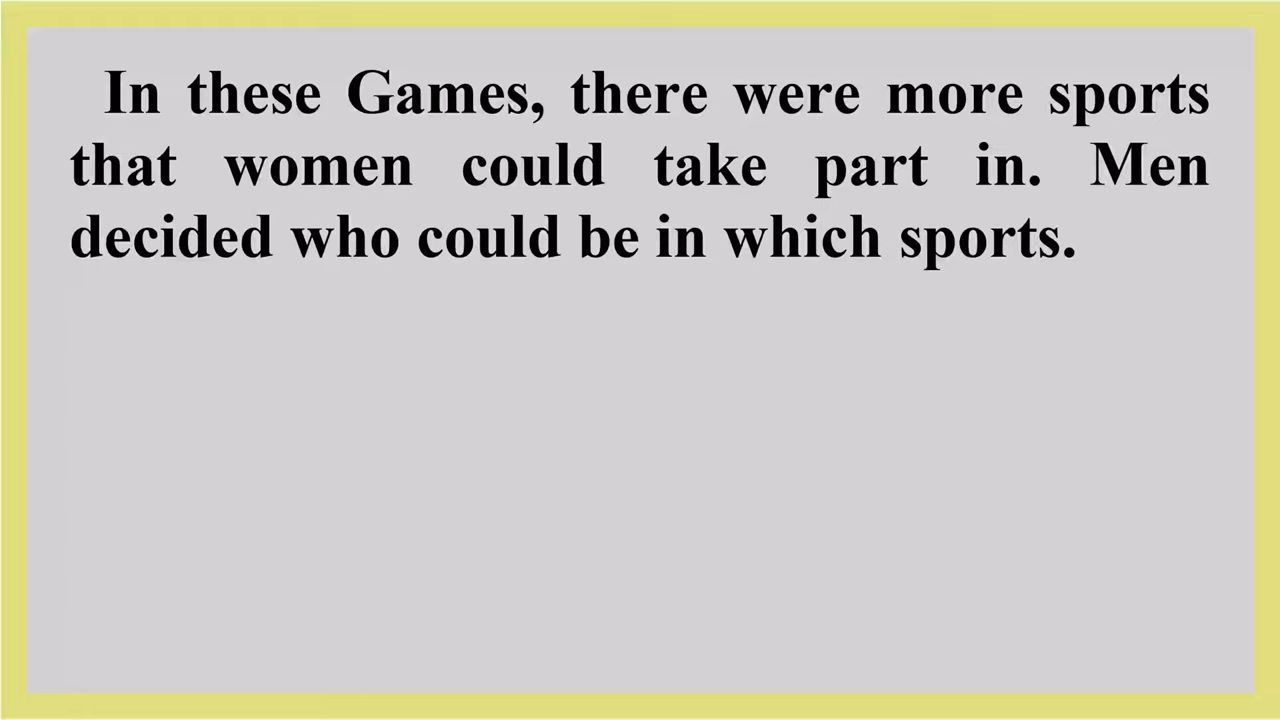 In these Games, there were more sports
that women could take part in. Men
decided who could be in which sports.